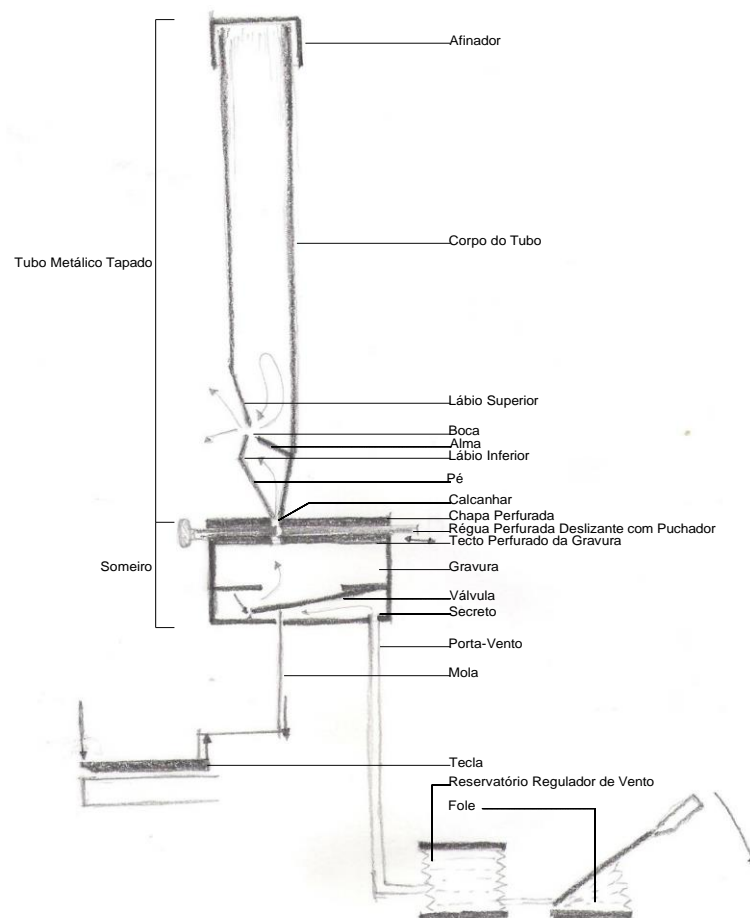 Afinador
Corpo do Tubo
Tubo Metálico Tapado
Lábio Superior
Boca
Alma
Lábio Inferior
Pé
Calcanhar
Chapa Perfurada
Régua Perfurada Deslizante com Puchador
Tecto Perfurado da Gravura
Someiro
Gravura
Válvula
Secreto
Porta-Vento
Mola
Tecla
Reservatório Regulador de Vento
Fole